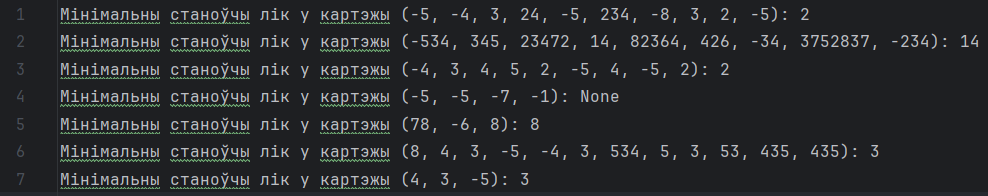 1 Мінімальны станоўчы лік у картэжы (-5, -4, 3, 24, -5, 234, -8, 3, 2, -5): 2
2 Мінімальны станоўчы лік у картэжы (-534, 345, 23472, 14, 82364, 426, -34, 3752837, -234): 14
3 Мінімальны станоўчы лік у картэжы (-4, 3, 4, 5, 2, -5, 4, -5, 2): 2
4 Мінімальны станоўчы лік у картэжы (-5, -5, -7, -1): None
5 Мінімальны станоўчы лік у картэжы (78, -6, 8): 8
6 Мінімальны станоўчы лік у картэжы (8, 4, 3, -5, -4, 3, 534, 5, 3, 53, 435, 435): 3
7 Мінімальны станоўчы лік у картэжы (4, 3, -5): 3